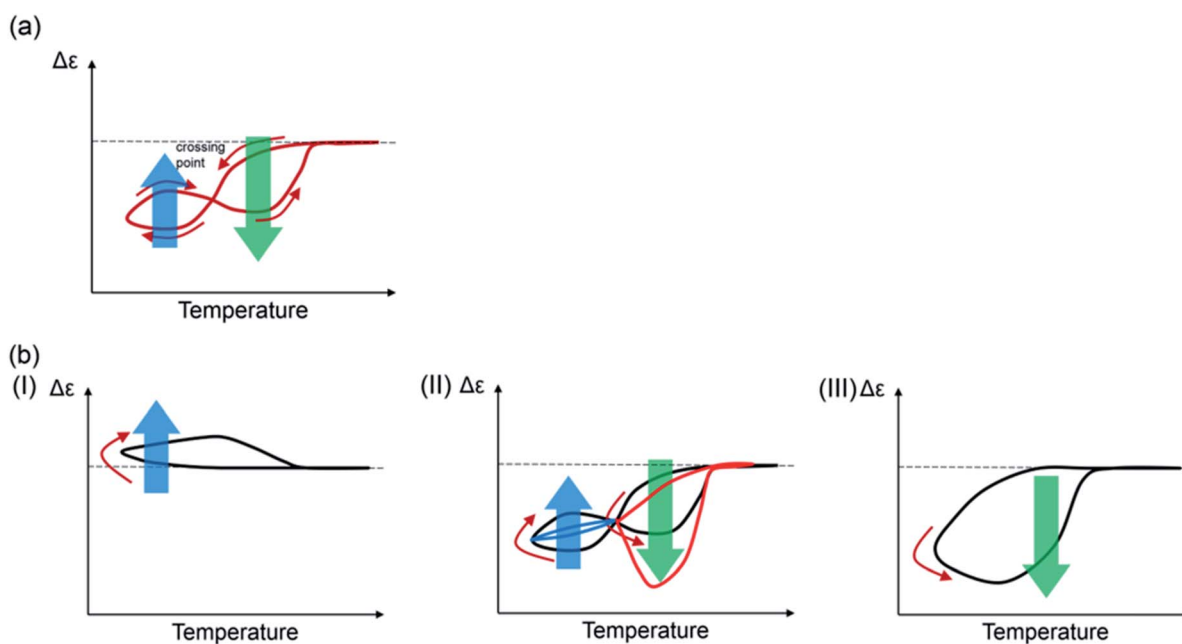 (a)
Δε
crossing
point
Temperature
(b)
(I) Δε
(II) Δε
(III) Δε
Temperature
Temperature
Temperature